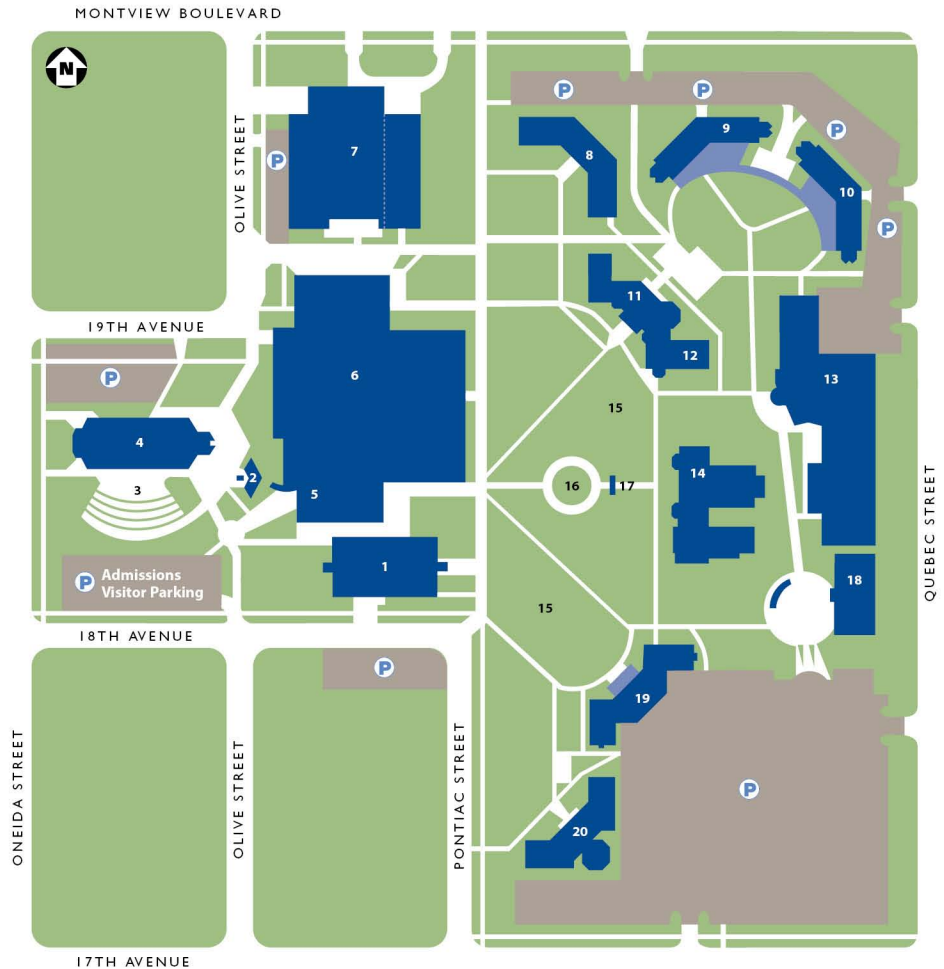 MONTVIEW BOULEVARD
N
P
P
9
P
7
8
OLIVE STREET
P
10
P
11
19TH AVENUE
12
6
P
13
15
4
14
2
3
16
17
5
QUEBEC STREET
1
P
Admissions
Visitor Parking
18
15
18TH AVENUE
P
19
ONEIDA STREET
OLIVE STREET
PONTIAC STREET
P
20
17TH AVENUE